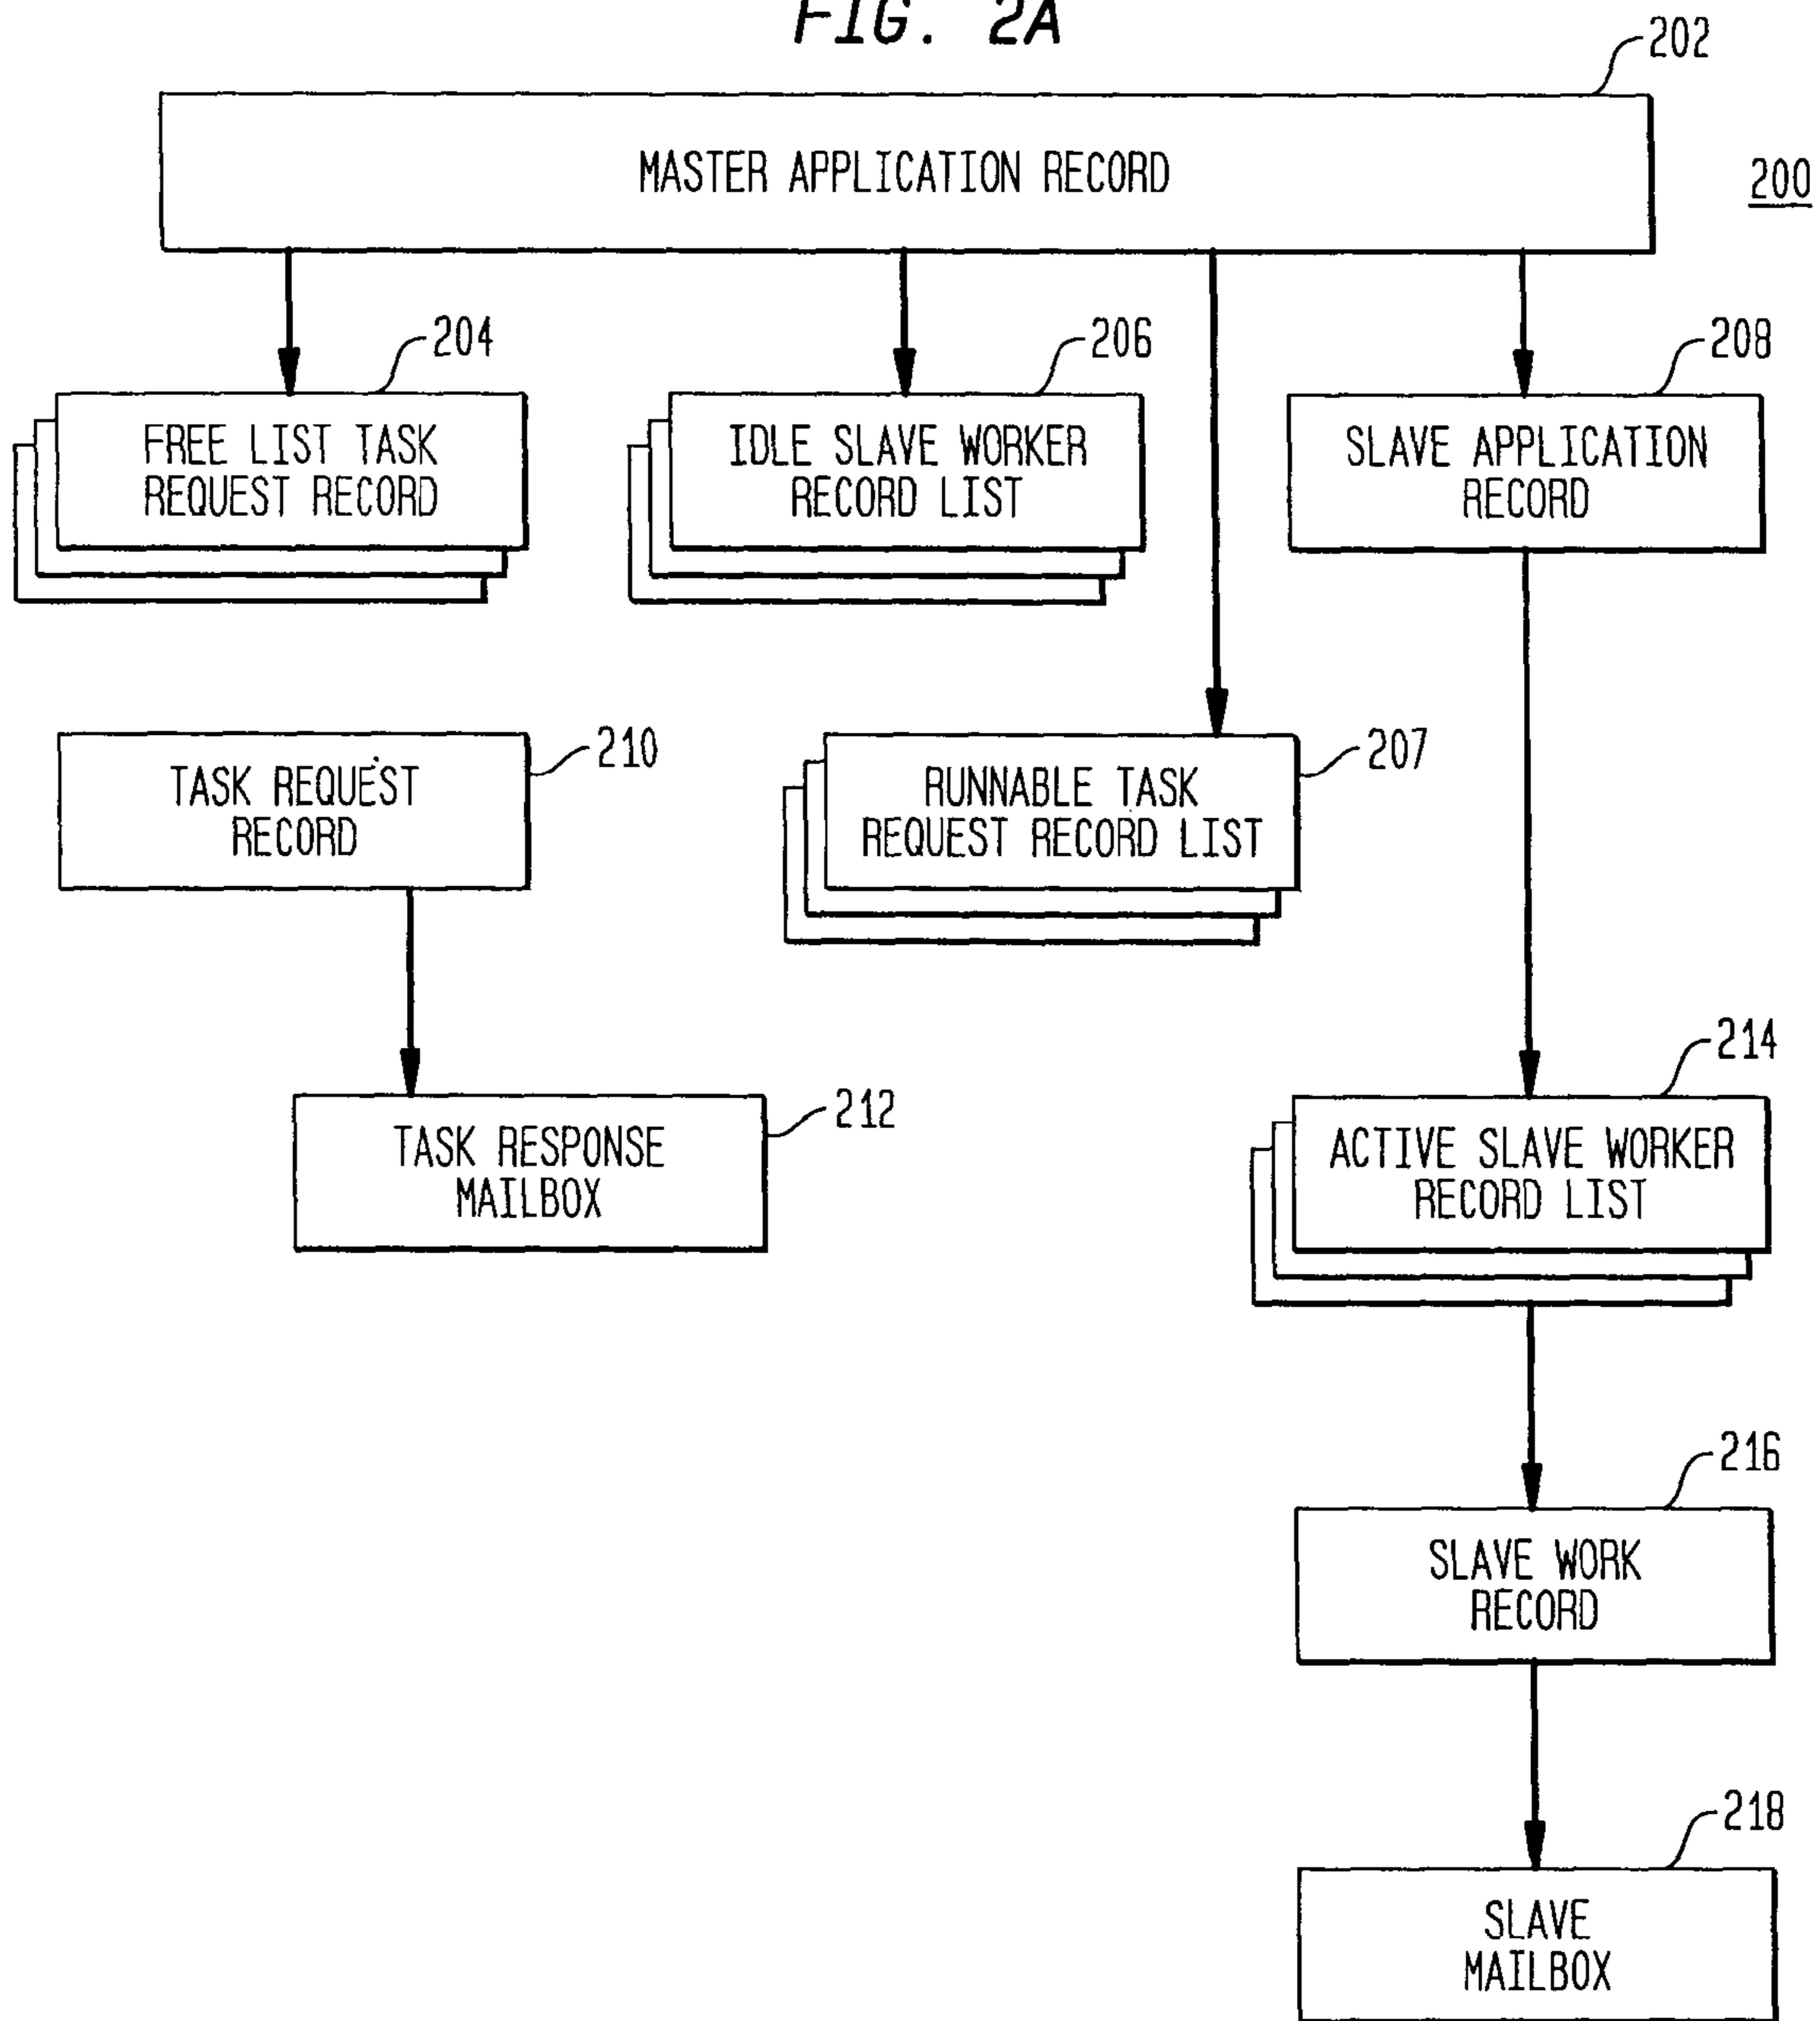 FIG. 2A
202
MASTER APPLICATION RECORD
200
204
206
208
FREE LIST TASK
REQUEST RECORD
IDLE SLAVE WORKER
RECORD LIST
SLAVE APPLICATION
RECORD
210
207
TASK REQUEST
RECORD
RUNNABLE TASK
REQUEST RECORD LIST
214
212
TASK RESPONSE
MAILBOX
ACTIVE SLAVE WORKER
RECORD LIST
216
SLAVE WORK
RECORD
218
SLAVE
MAILBOX